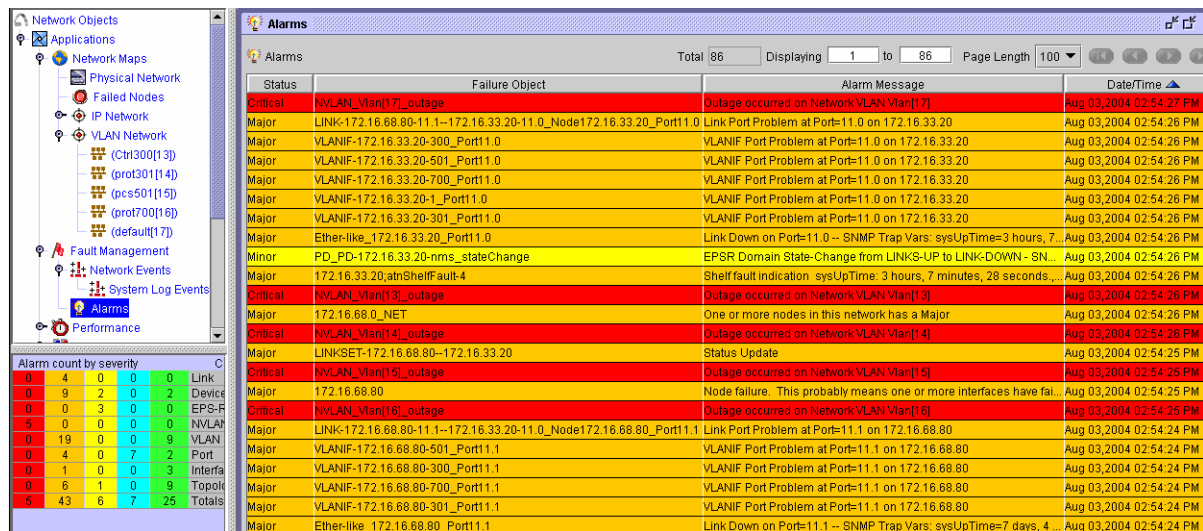 Network Objects
Applications
Network Maps
Physical Network
Failed Nodes
IP Network
VLAN Network
(Ctrl300[13])
(prot301[14])
(pcs501[15])
(prot700[16])
(default[17])
Fault Management
Network Events
System Log Events
Alarms
Performance
Alarm count by severity C
0 4 0 0 0 Link
0 9 2 0 2 Device
0 0 3 0 0 EPS-R
5 0 0 0 0 NVLAN
0 19 0 0 9 VLAN
0 4 0 7 2 Port
0 1 0 0 3 Interfa
0 6 1 0 9 Topolo
5 43 6 7 25 Totals
Alarms
Alarms Total 86 Displaying 1 to 86 Page Length 100
Status Failure Object Alarm Message Date/Time
Critical NVLAN_Vlan[17]_outage Outage occurred on Network VLAN Vlan[17] Aug 03,2004 02:54:27 PM
Major LINK-172.16.68.80-11.1--172.16.33.20-11.0_Node172.16.33.20_Port11.0 Link Port Problem at Port=11.0 on 172.16.33.20 Aug 03,2004 02:54:26 PM
Major VLANIF-172.16.33.20-300_Port11.0 VLANIF Port Problem at Port=11.0 on 172.16.33.20 Aug 03,2004 02:54:26 PM
Major VLANIF-172.16.33.20-501_Port11.0 VLANIF Port Problem at Port=11.0 on 172.16.33.20 Aug 03,2004 02:54:26 PM
Major VLANIF-172.16.33.20-700_Port11.0 VLANIF Port Problem at Port=11.0 on 172.16.33.20 Aug 03,2004 02:54:26 PM
Major VLANIF-172.16.33.20-1_Port11.0 VLANIF Port Problem at Port=11.0 on 172.16.33.20 Aug 03,2004 02:54:26 PM
Major VLANIF-172.16.33.20-301_Port11.0 VLANIF Port Problem at Port=11.0 on 172.16.33.20 Aug 03,2004 02:54:26 PM
Major Ether-like_172.16.33.20_Port11.0 Link Down on Port=11.0 -- SNMP Trap Vars: sysUpTime=3 hours, 7... Aug 03,2004 02:54:26 PM
Minor PD_PD-172.16.33.20-nms_stateChange EPSR Domain State-Change from LINKS-UP to LINK-DOWN - SN... Aug 03,2004 02:54:26 PM
Major 172.16.33.20;atnShelfFault-4 Shelf fault indication sysUpTime: 3 hours, 7 minutes, 28 seconds.,... Aug 03,2004 02:54:26 PM
Critical NVLAN_Vlan[13]_outage Outage occurred on Network VLAN Vlan[13] Aug 03,2004 02:54:26 PM
Major 172.16.68.0_NET One or more nodes in this network has a Major Aug 03,2004 02:54:26 PM
Critical NVLAN_Vlan[14]_outage Outage occurred on Network VLAN Vlan[14] Aug 03,2004 02:54:26 PM
Major LINKSET-172.16.68.80--172.16.33.20 Status Update Aug 03,2004 02:54:25 PM
Critical NVLAN_Vlan[15]_outage Outage occurred on Network VLAN Vlan[15] Aug 03,2004 02:54:25 PM
Major 172.16.68.80 Node failure. This probably means one or more interfaces have fai... Aug 03,2004 02:54:25 PM
Critical NVLAN_Vlan[16]_outage Outage occurred on Network VLAN Vlan[16] Aug 03,2004 02:54:25 PM
Major LINK-172.16.68.80-11.1--172.16.33.20-11.0_Node172.16.68.80_Port11.1 Link Port Problem at Port=11.1 on 172.16.68.80 Aug 03,2004 02:54:24 PM
Major VLANIF-172.16.68.80-501_Port11.1 VLANIF Port Problem at Port=11.1 on 172.16.68.80 Aug 03,2004 02:54:24 PM
Major VLANIF-172.16.68.80-300_Port11.1 VLANIF Port Problem at Port=11.1 on 172.16.68.80 Aug 03,2004 02:54:24 PM
Major VLANIF-172.16.68.80-700_Port11.1 VLANIF Port Problem at Port=11.1 on 172.16.68.80 Aug 03,2004 02:54:24 PM
Major VLANIF-172.16.68.80-301_Port11.1 VLANIF Port Problem at Port=11.1 on 172.16.68.80 Aug 03,2004 02:54:24 PM
Major Ether-like_172.16.68.80_Port11.1 Link Down on Port=11.1 -- SNMP Trap Vars: sysUpTime=7 days, 4 ... Aug 03,2004 02:54:24 PM